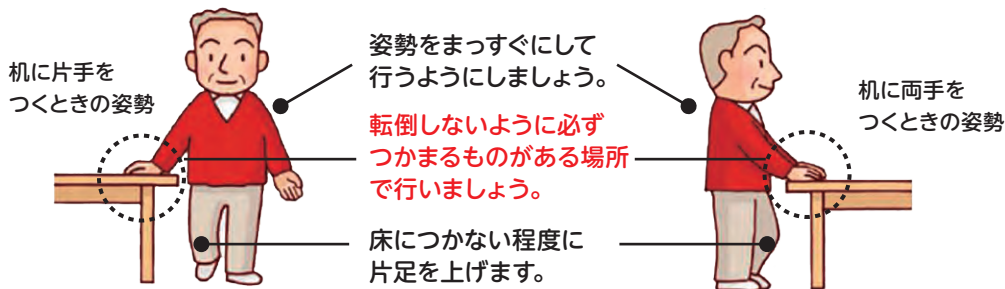 机に片手を
つくときの姿勢
姿勢をまっすぐにして
行うようにしましょう。
転倒しないように必ず
つかまるものがある場所
で行いましょう。
床につかない程度に
片足を上げます。
机に両手を
つくときの姿勢